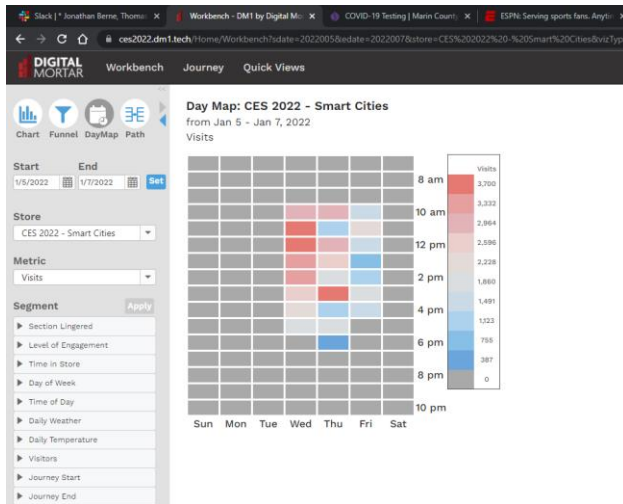 Slack | * Jonathan Berne, Thoma
Workbench - DM1 by Digital Mo
COVID-19 Testing | Marin Count
ESPN: Serving sports fans. Anytin
ces2022.dm1.tech/Home/Workbench?sdate=2022005&edate=2022007&store=CES%202022%20-%20Smart%20Cities&vizTyp
DIGITAL MORTAR
Workbench Journey Quick Views
Chart Funnel DayMap Path
Start End
1/5/2022 1/7/2022 Set
Store
CES 2022 - Smart Cities
Metric
Visits
Segment Apply
Section Lingered
Level of Engagement
Time in Store
Day of Week
Time of Day
Daily Weather
Daily Temperature
Visitors
Journey Start
Journey End
Day Map: CES 2022 - Smart Cities
from Jan 5 - Jan 7, 2022
Visits
8 am
10 am
12 pm
2 pm
4 pm
6 pm
8 pm
10 pm
Sun Mon Tue Wed Thu Fri Sat
Visits
3,700
3,332
2,964
2,596
2,228
1,860
1,491
1,123
755
387
0